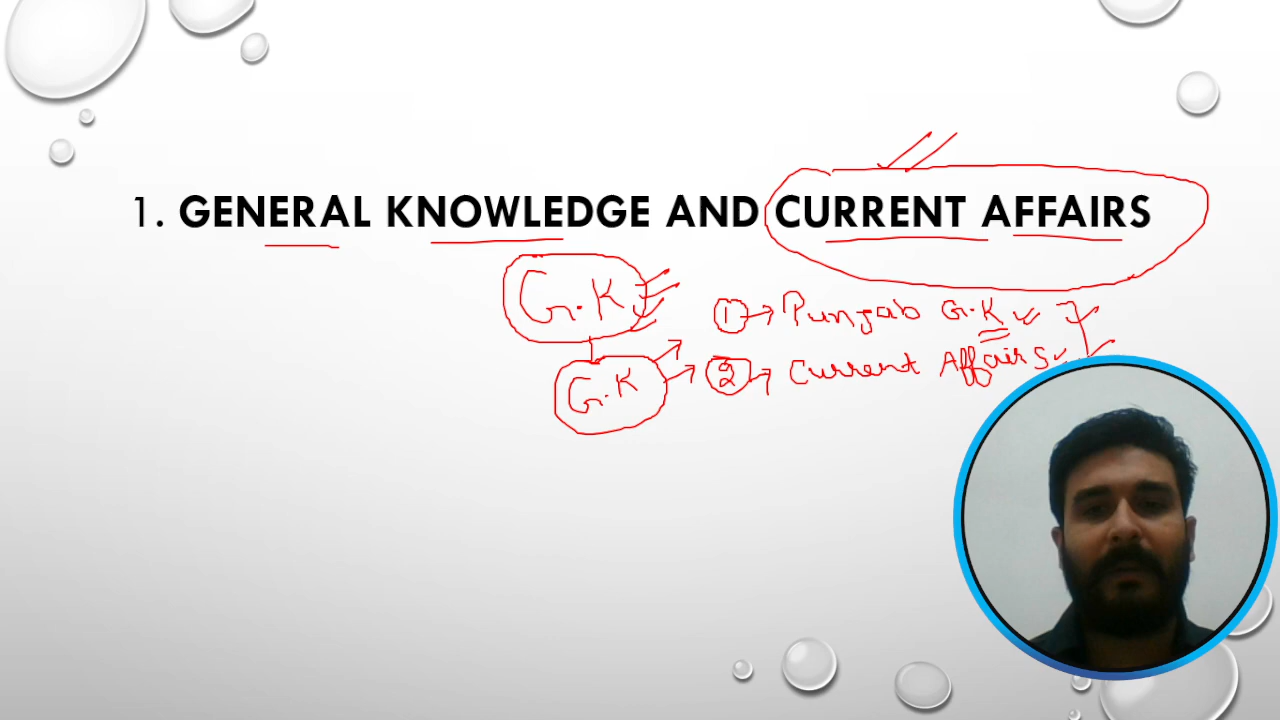 1. GENERAL KNOWLEDGE AND CURRENT AFFAIRS
G.K
1 → Punjab G.K
G.K
2 → Current Affairs